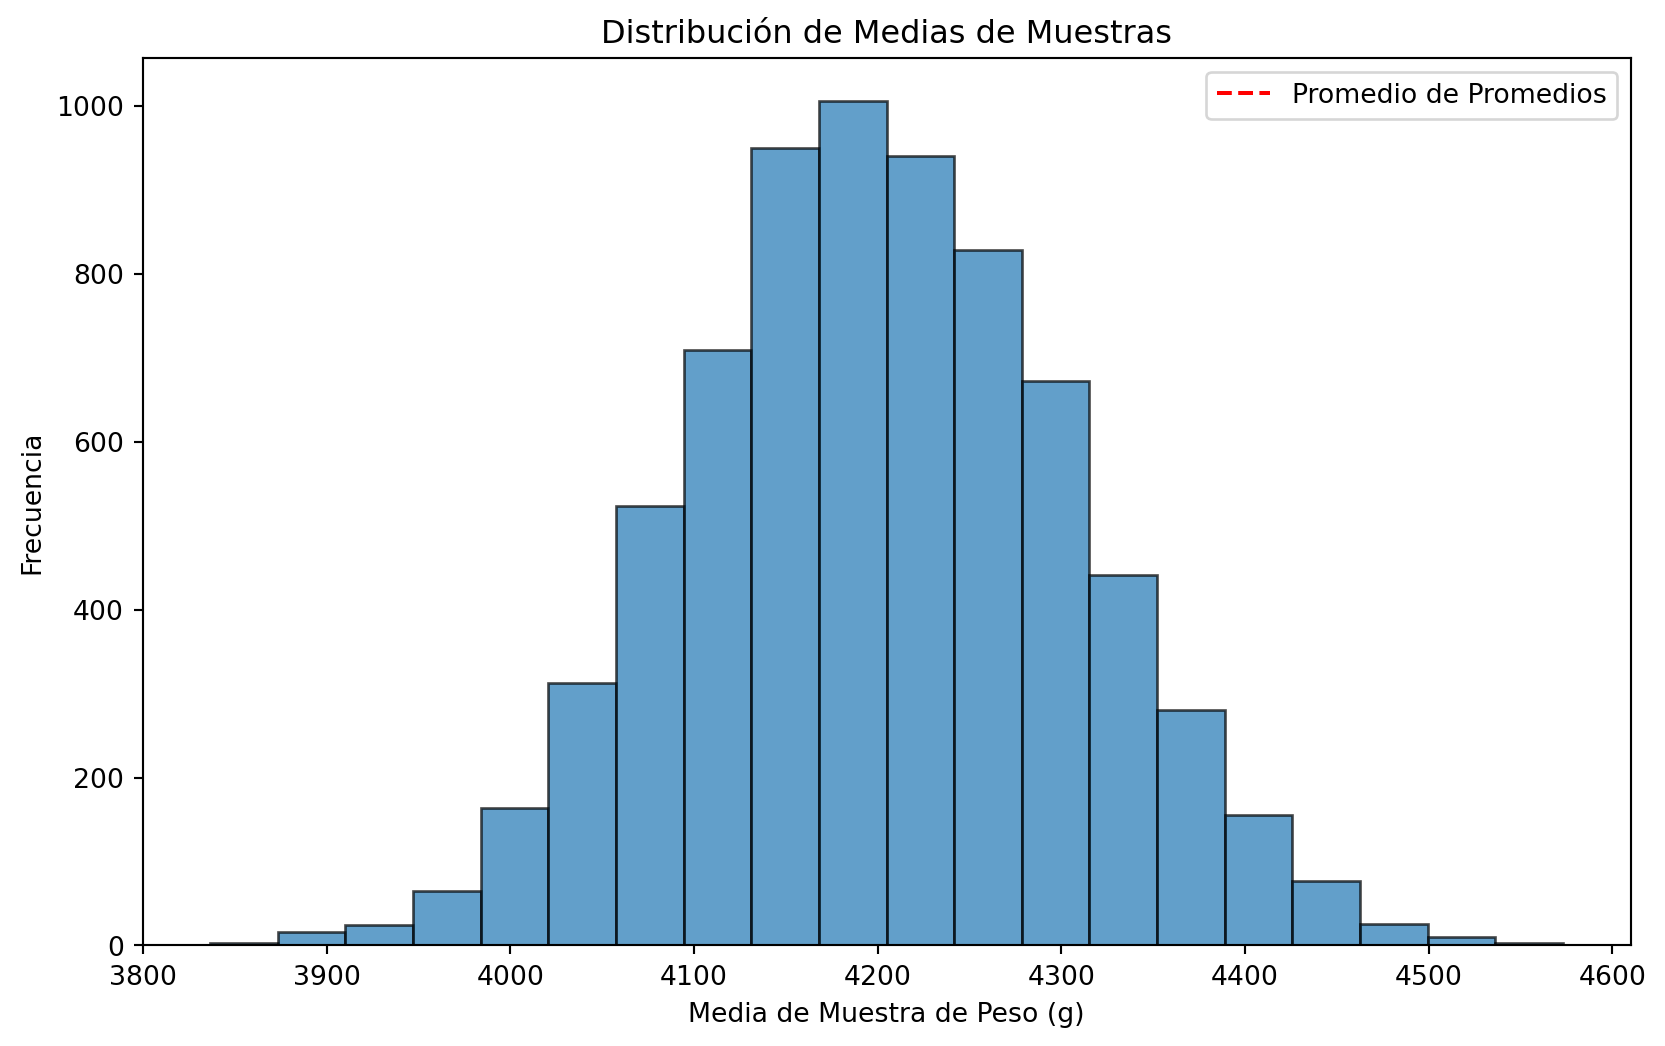 Distribución de Medias de Muestras
Promedio de Promedios
Frecuencia
1000
800
600
400
200
0
3800 3900 4000 4100 4200 4300 4400 4500 4600
Media de Muestra de Peso (g)